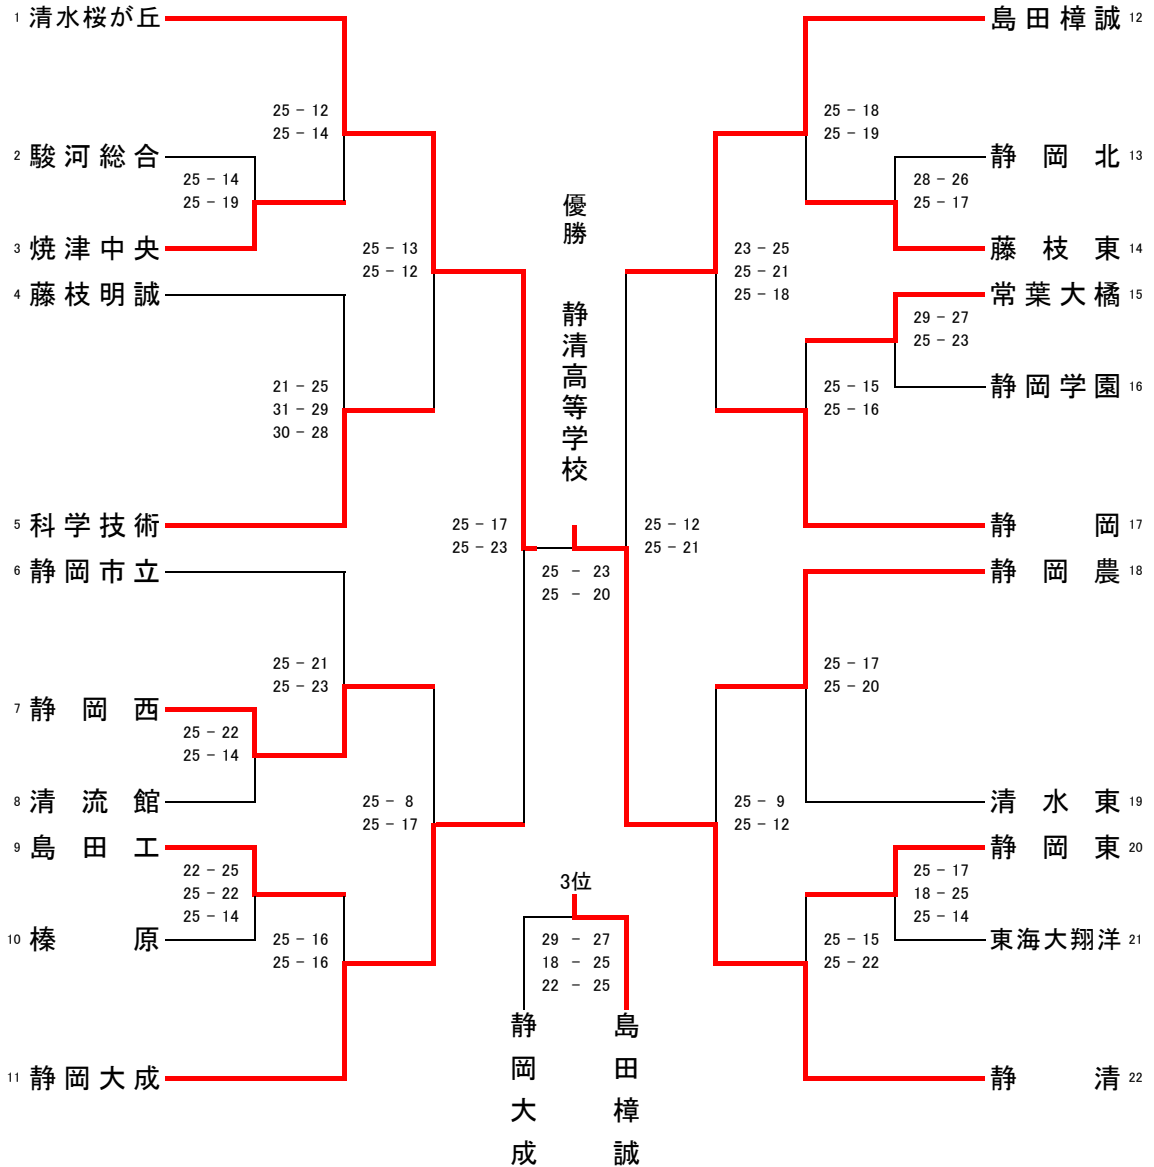 1 清水桜が丘
25 - 12
25 - 14
2 駿河総合
25 - 14
25 - 19
3 焼津中央
25 - 13
25 - 12
4 藤枝明誠
21 - 25
31 - 29
30 - 28
5 科学技術
25 - 17
25 - 23
6 静岡市立
25 - 21
25 - 23
7 静岡西
25 - 22
25 - 14
8 清流館
25 - 8
25 - 17
9 島田工
22 - 25
25 - 22
25 - 14
10 榛原
25 - 16
25 - 16
11 静岡大成
優勝
静清高等学校
25 - 23
25 - 20
3位
29 - 27
18 - 25
22 - 25
静岡大成
島田樟誠
島田樟誠 12
25 - 18
25 - 19
静岡北 13
28 - 26
25 - 17
藤枝東 14
23 - 25
25 - 21
25 - 18
常葉大橘 15
29 - 27
25 - 23
静岡学園 16
25 - 15
25 - 16
静岡 17
25 - 12
25 - 21
静岡農 18
25 - 17
25 - 20
清水東 19
25 - 9
25 - 12
静岡東 20
25 - 17
18 - 25
25 - 14
東海大翔洋 21
25 - 15
25 - 22
静清 22